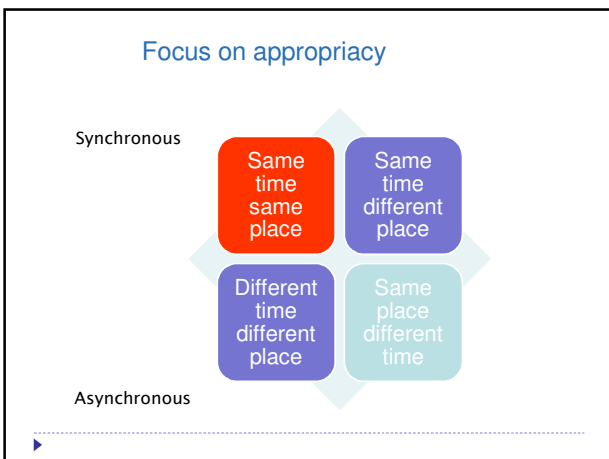 Focus on appropriacy
Synchronous
Same
time
same
place
Same
time
different
place
Different
time
different
place
Same
place
different
time
Asynchronous